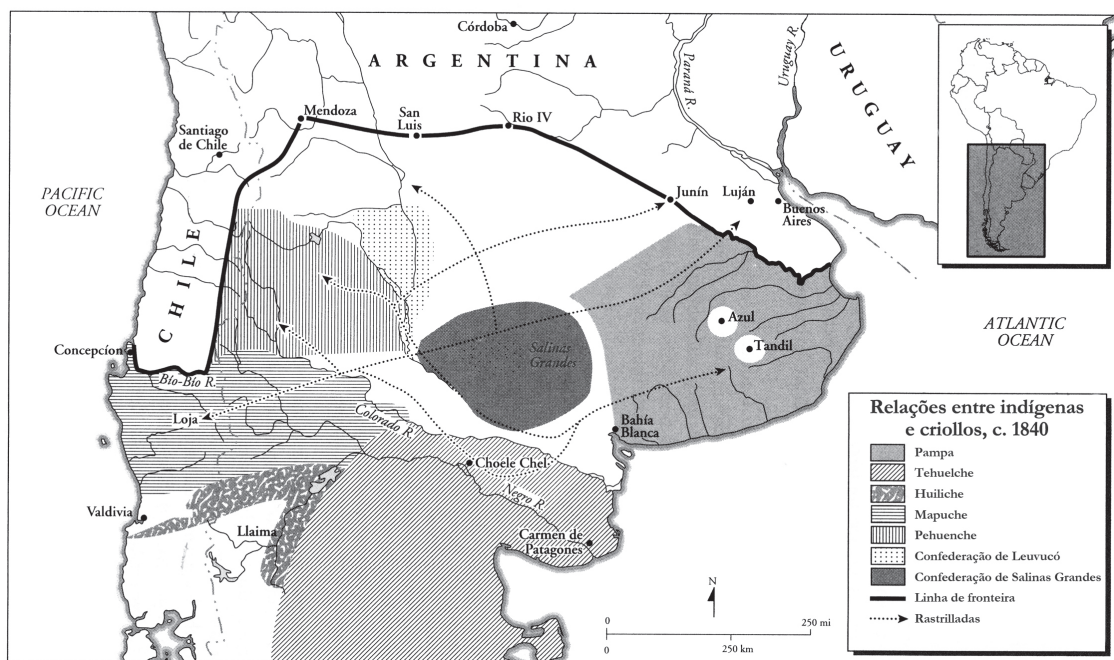 Córdoba
ARGENTINA
Paraná R.
Uruguay R.
URUGUAY
Mendoza
San
Luis
Rio IV
Santiago
de Chile
PACIFIC
OCEAN
Junín
Luján
Buenos
Aires
CHILE
Azul
Tandil
ATLANTIC
OCEAN
Salinas
Grandes
Concepcíon
Bío-Bío R.
Loja
Colorado R.
Bahía
Blanca
Choele Chel
Negro R.
Valdivia
Llaima
Carmen de
Patagones
N
0 250 mi
0 250 km
Relações entre indígenas
e criollos, c. 1840
Pampa
Tehuelche
Huiliche
Mapuche
Pehuenche
Confederação de Leuvucó
Confederação de Salinas Grandes
Linha de fronteira
Rastrilladas